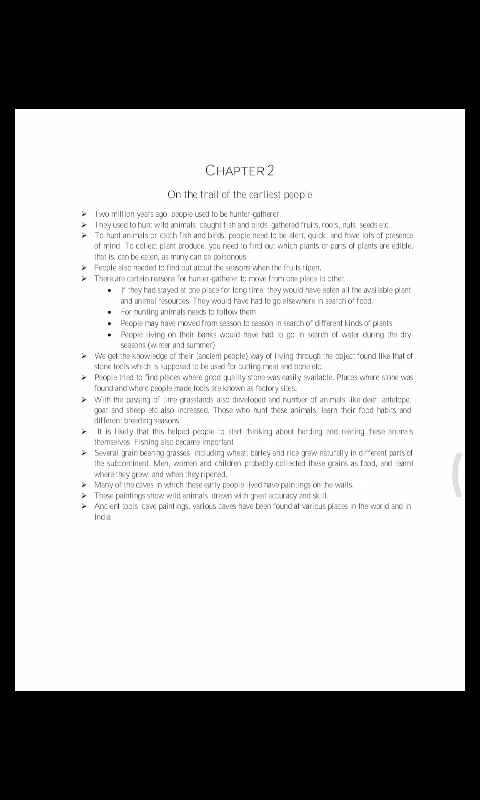 CHAPTER 2
On the trail of the earliest people
➢ Two million years ago, people used to be hunter-gatherer.
➢ They used to hunt wild animals, caught fish and birds, gathered fruits, roots, nuts, seeds etc.
➢ To hunt animals or catch fish and birds, people need to be alert, quick, and have lots of presence
of mind. To collect plant produce, you need to find out which plants or parts of plants are edible,
that is, can be eaten, as many can be poisonous.
➢ People also needed to find out about the seasons when the fruits ripen.
➢ There are certain reasons for hunter-gatherer to move from one place to other:
• If they had stayed at one place for long time, they would have eaten all the available plant
and animal resources. They would have had to go elsewhere in search of food.
• For hunting animals needs to follow them
• People may have moved from season to season in search of different kinds of plants
• People living on their banks would have had to go in search of water during the dry
seasons (winter and summer)
➢ We get the knowledge of their (ancient people) way of living through the object found like that of
stone tools which is supposed to be used for cutting meat and bone etc.
➢ People tried to find places where good quality stone was easily available. Places where stone was
found and where people made tools are known as factory sites.
➢ With the passing of time grasslands also developed and number of animals like deer, antelope,
goat and sheep etc also increased. Those who hunt these animals, learn their food habits and
different breeding seasons.
➢ It is likely that this helped people to start thinking about herding and rearing these animals
themselves. Fishing also became important.
➢ Several grain bearing grasses, including wheat, barley and rice grew naturally in different parts of
the subcontinent. Men, women and children probably collected these grains as food, and learnt
where they grew, and when they ripened.
➢ Many of the caves in which these early people lived have paintings on the walls.
➢ These paintings show wild animals, drawn with great accuracy and skill.
➢ Ancient tools, cave paintings, various caves have been found at various places in the world and in
India.